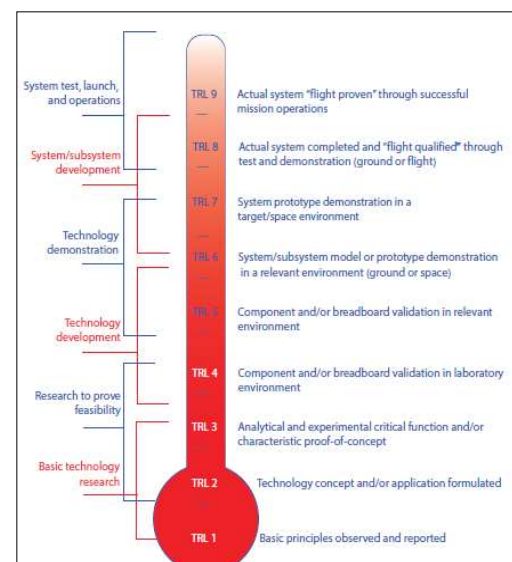 System test, launch,
and operations
System/subsystem
development
Technology
demonstration
Technology
development
Research to prove
feasibility
Basic technology
research
TRL 9
Actual system "flight proven" through successful
mission operations
TRL 8
Actual system completed and "flight qualified" through
test and demonstration (ground or flight)
TRL 7
System prototype demonstration in a
target/space environment
TRL 6
System/subsystem model or prototype demonstration
in a relevant environment (ground or space)
TRL 5
Component and/or breadboard validation in relevant
environment
TRL 4
Component and/or breadboard validation in laboratory
environment
TRL 3
Analytical and experimental critical function and/or
characteristic proof-of-concept
TRL 2
Technology concept and/or application formulated
TRL 1
Basic principles observed and reported